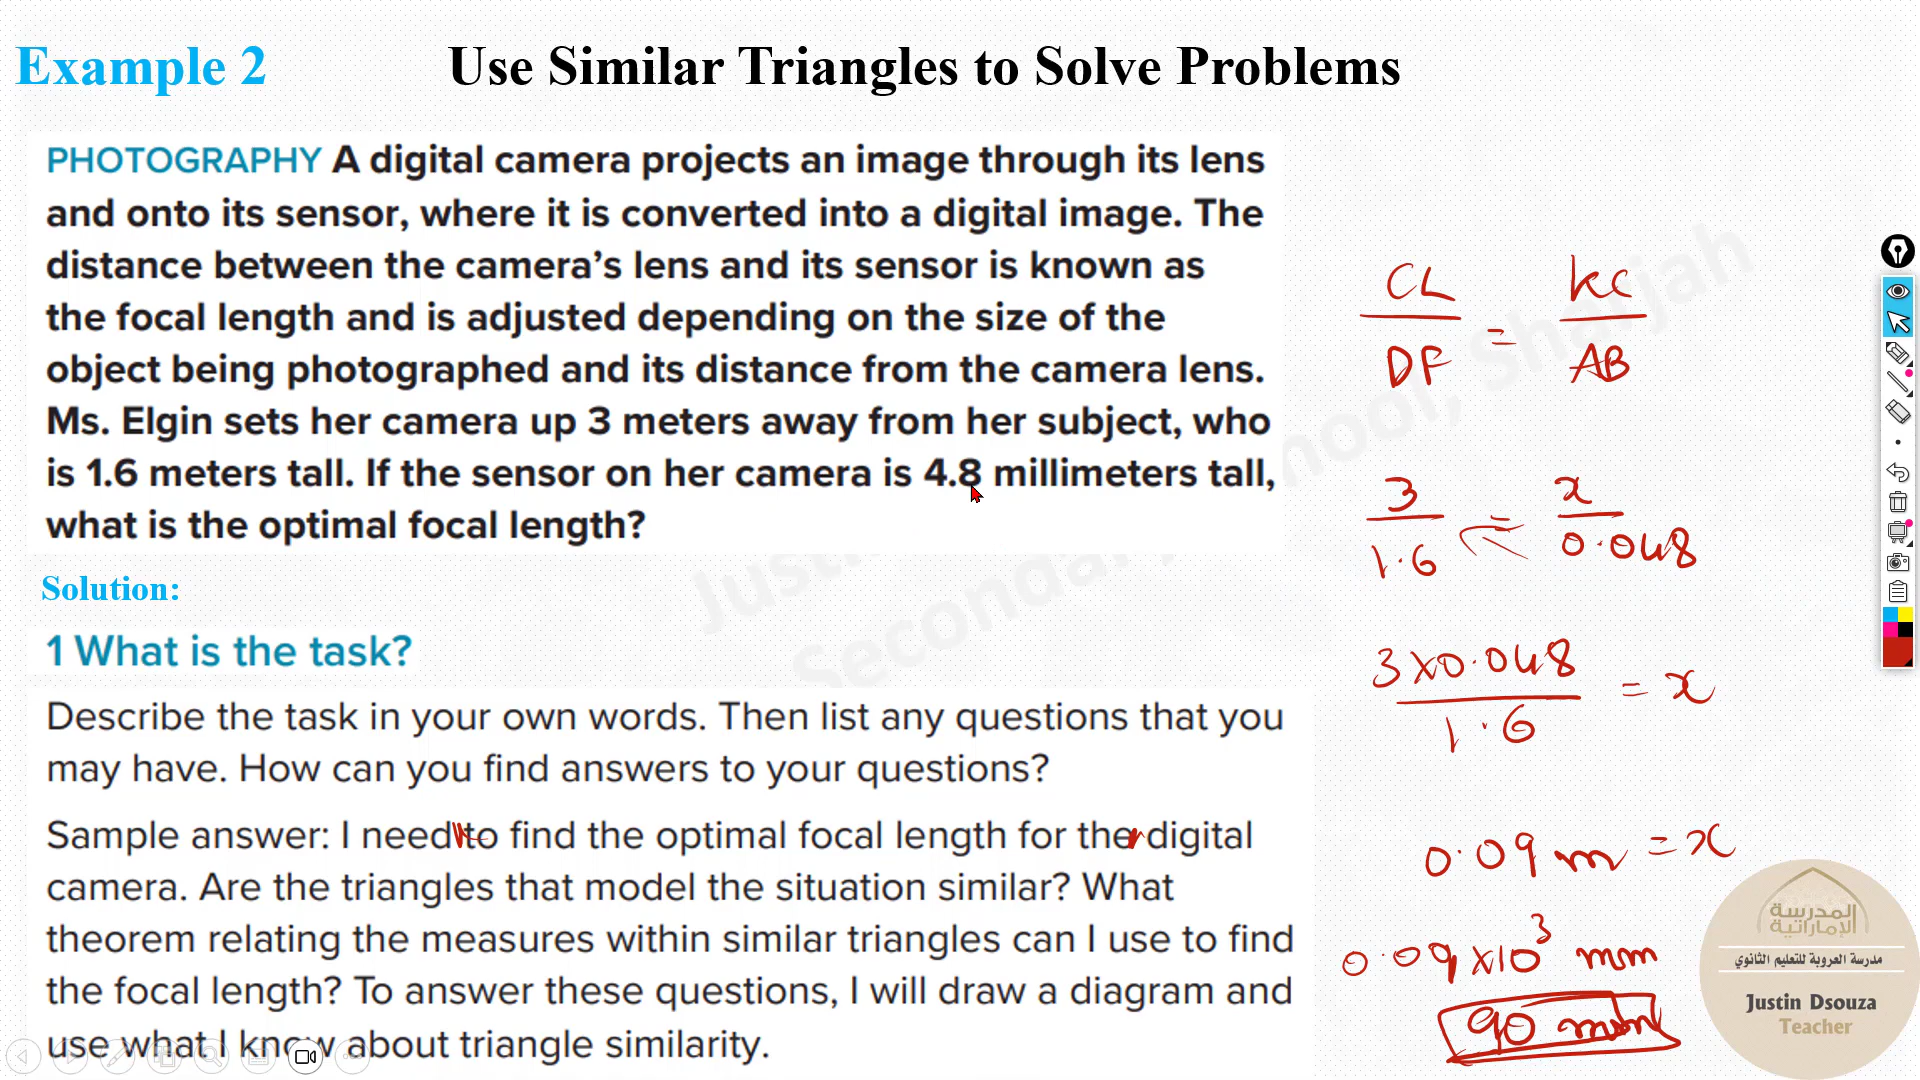 Example 2
Use Similar Triangles to Solve Problems
PHOTOGRAPHY A digital camera projects an image through its lens
and onto its sensor, where it is converted into a digital image. The
distance between the camera's lens and its sensor is known as
the focal length and is adjusted depending on the size of the
object being photographed and its distance from the camera lens.
Ms. Elgin sets her camera up 3 meters away from her subject, who
is 1.6 meters tall. If the sensor on her camera is 4.8 millimeters tall,
what is the optimal focal length?
Solution:
1 What is the task?
Describe the task in your own words. Then list any questions that you
may have. How can you find answers to your questions?
Sample answer: I need to find the optimal focal length for the digital
camera. Are the triangles that model the situation similar? What
theorem relating the measures within similar triangles can I use to find
the focal length? To answer these questions, I will draw a diagram and
use what I know about triangle similarity.
CL/DF = KC/AB
3/1.6 = x/0.048
3x0.048/1.6 = x
0.09 m = x
0.09 x10³ mm
90 mm
المدرسة
الإماراتية
مدرسة العروبة للتعليم الثانوي
Justin Dsouza
Teacher